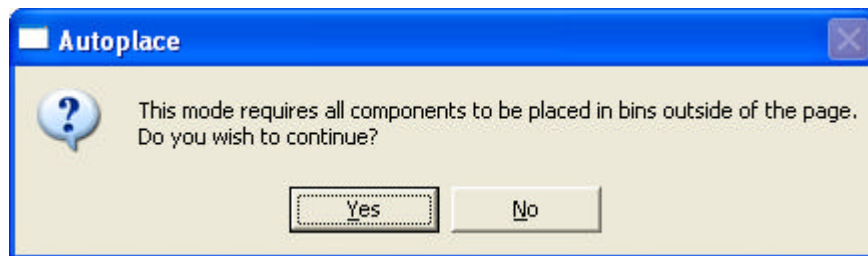 Autoplace
This mode requires all components to be placed in bins outside of the page.
Do you wish to continue?
Yes
No